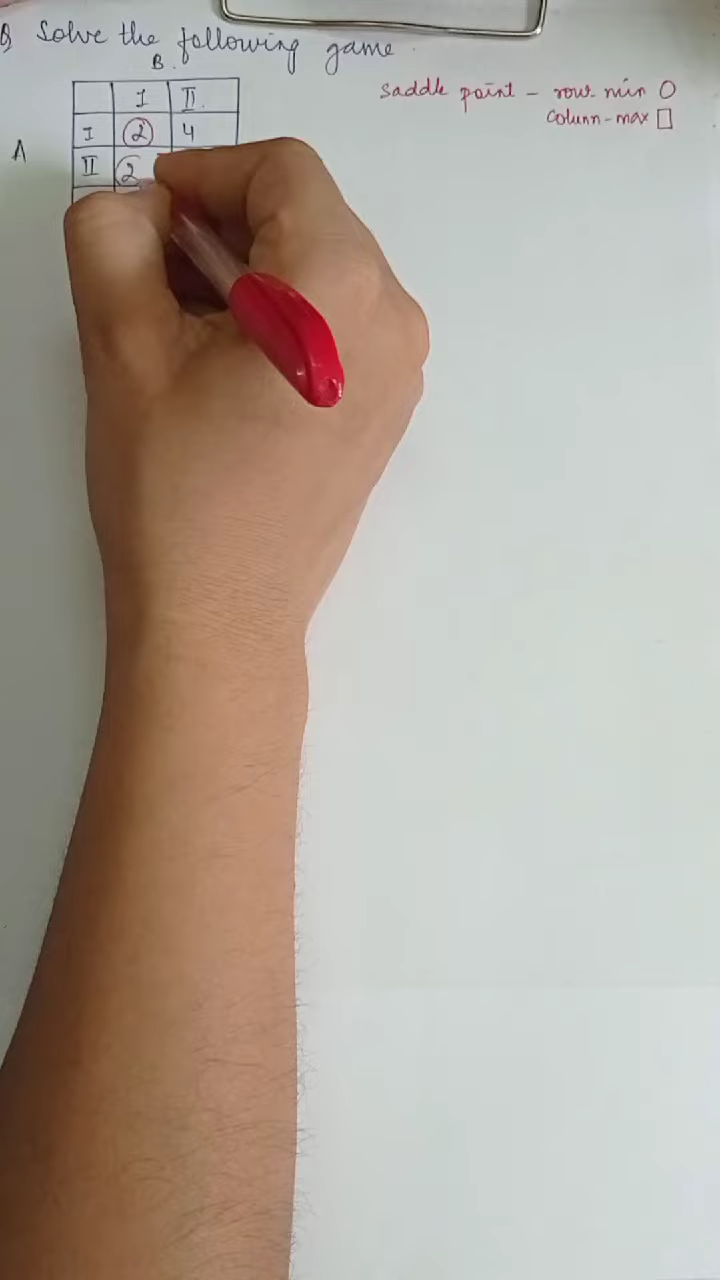 Q Solve the following game.
B.
saddle point - row min O
column-max □
I II.
I 2 4
A
II 2